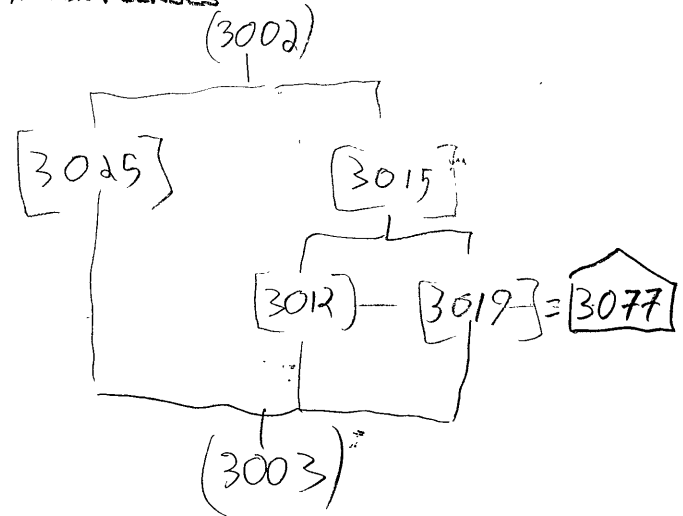 (3002)
[3025]
[3015]
[3012] — [3019] = 3077
(3003)